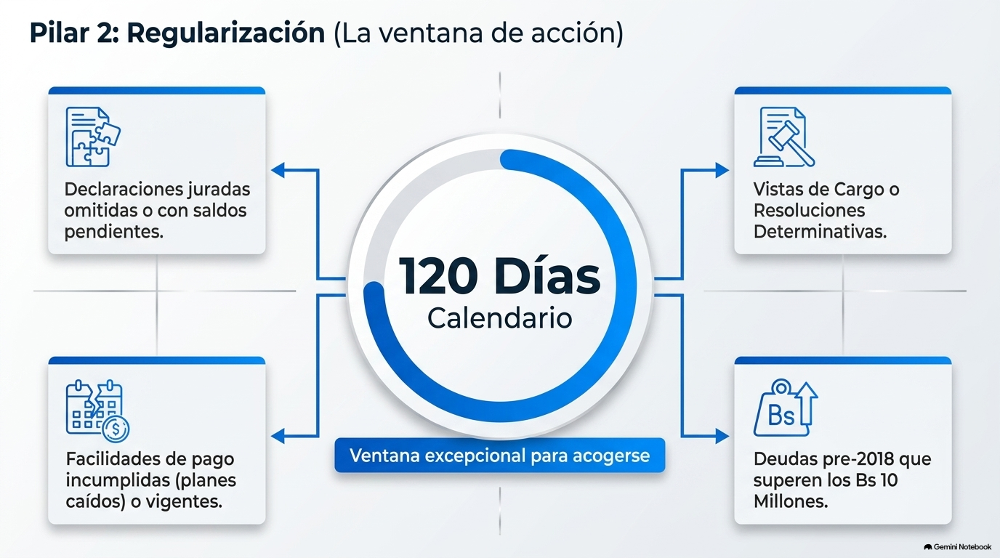 Pilar 2: Regularización (La ventana de acción)
Declaraciones juradas
omitidas o con saldos
pendientes.
Vistas de Cargo o
Resoluciones
Determinativas.
120 Días
Calendario
Ventana excepcional para acogerse
$
Facilidades de pago
incumplidas (planes
caídos) o vigentes.
Bs
Deudas pre-2018 que
superen los Bs 10
Millones.
Gemini Notebook